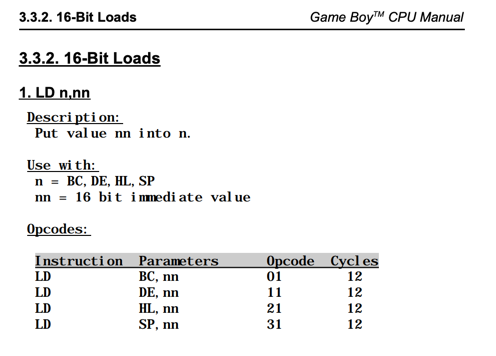 3.3.2. 16-Bit Loads Game Boy™ CPU Manual
3.3.2. 16-Bit Loads
1. LD n,nn
Description:
Put value nn into n.
Use with:
n = BC, DE, HL, SP
nn = 16 bit immediate value
Opcodes:
Instruction Parameters Opcode Cycles
LD BC, nn 01 12
LD DE, nn 11 12
LD HL, nn 21 12
LD SP, nn 31 12